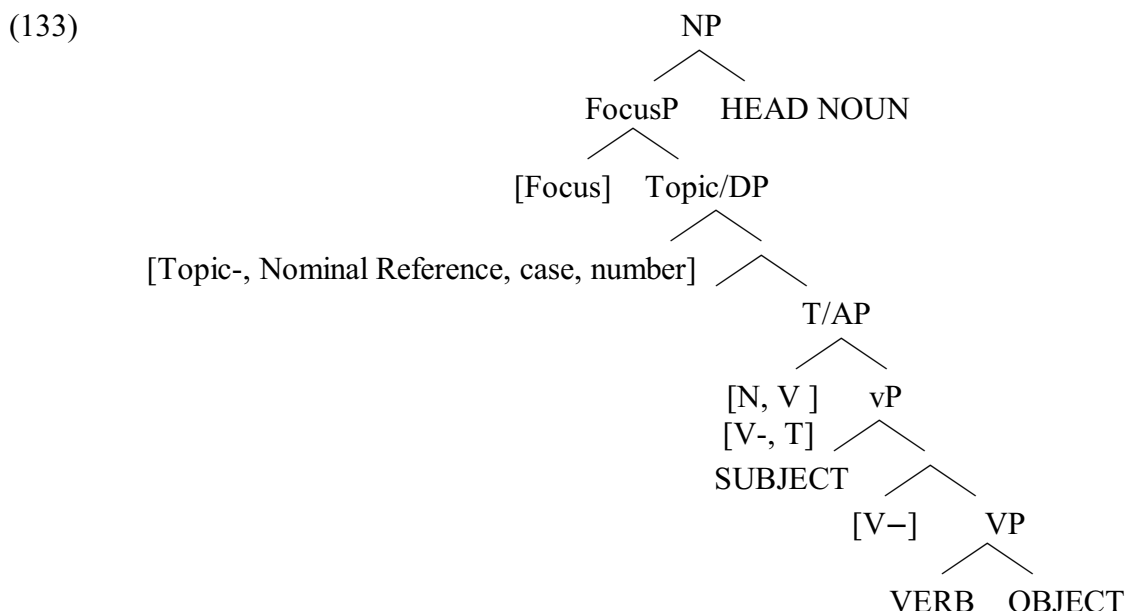 (133) NP
FocusP HEAD NOUN
[Focus] Topic/DP
[Topic-, Nominal Reference, case, number]
T/AP
[N, V ] vP
[V-, T]
SUBJECT
[V−] VP
VERB OBJECT